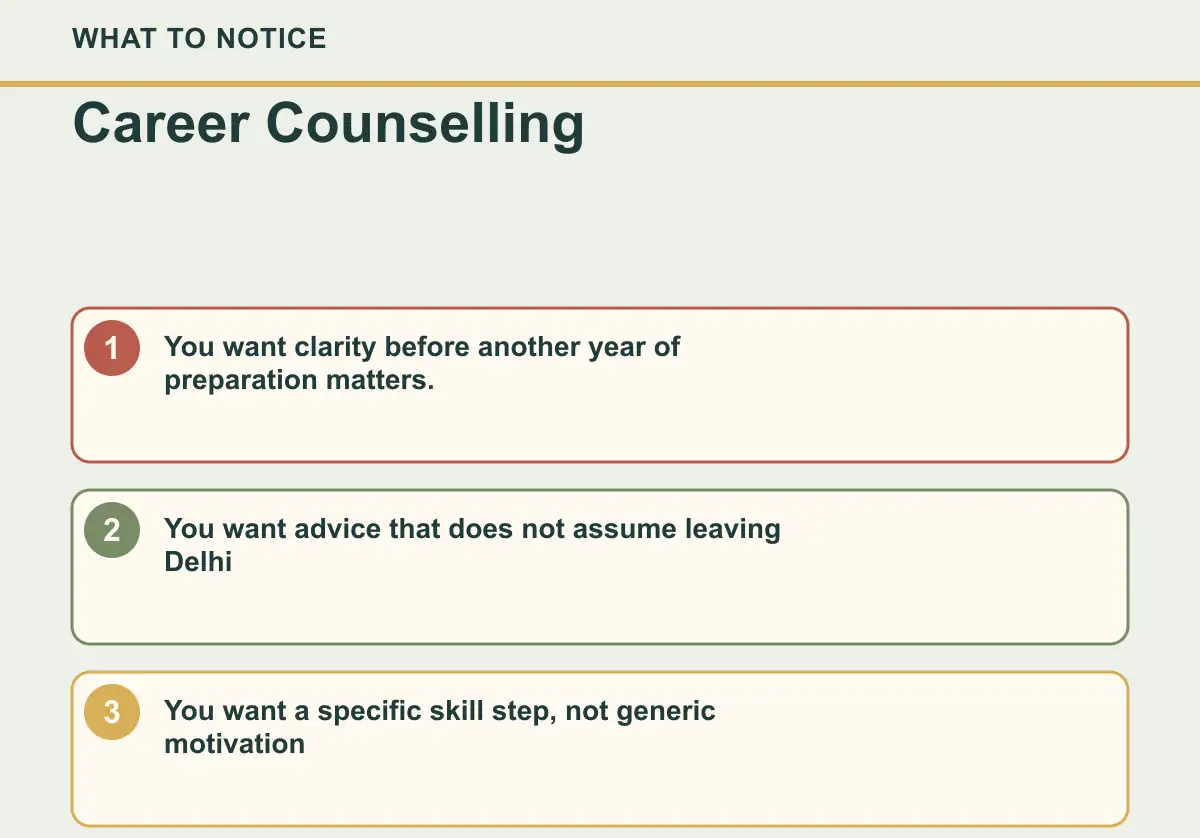 WHAT TO NOTICE
Career Counselling
1
You want clarity before another year of
preparation matters.
2
You want advice that does not assume leaving
Delhi
3
You want a specific skill step, not generic
motivation